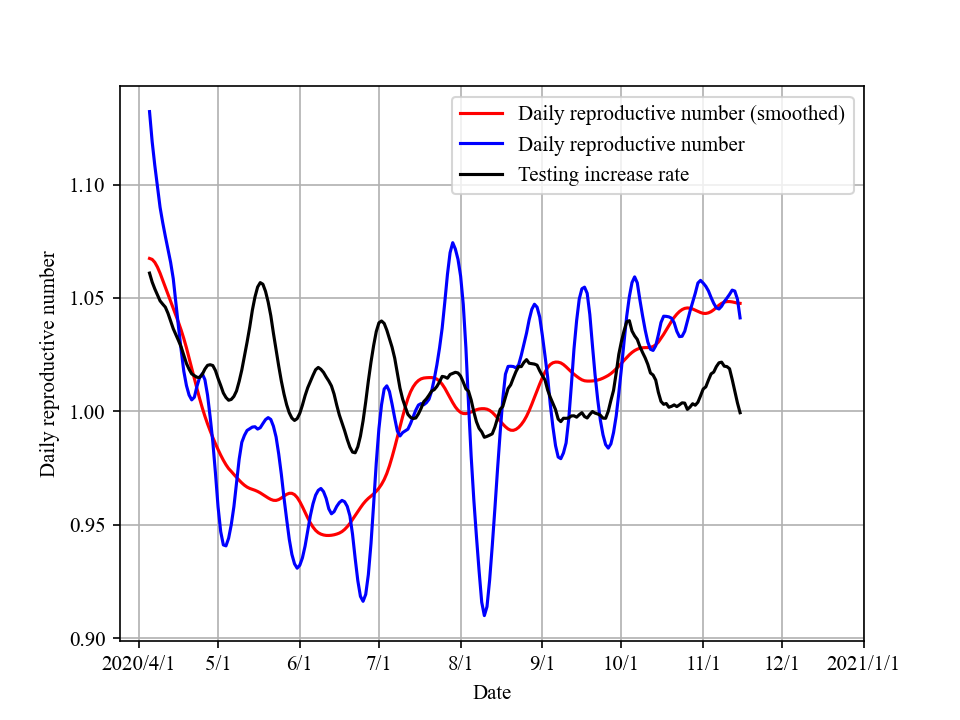 Daily reproductive number (smoothed)
Daily reproductive number
Testing increase rate
Daily reproductive number
1.10
1.05
1.00
0.95
0.90
2020/4/1 5/1 6/1 7/1 8/1 9/1 10/1 11/1 12/1 2021/1/1
Date